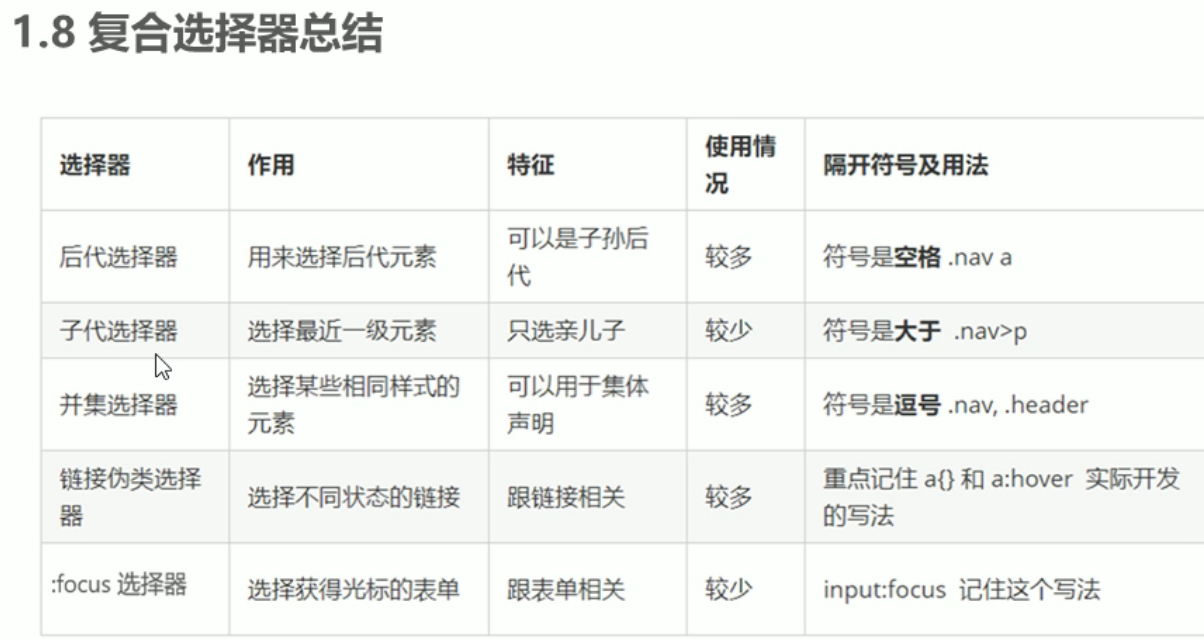 1.8 复合选择器总结
选择器 作用 特征 使用情况 隔开符号及用法
后代选择器 用来选择后代元素 可以是子孙后代 较多 符号是空格 .nav a
子代选择器 选择最近一级元素 只选亲儿子 较少 符号是大于 .nav>p
并集选择器 选择某些相同样式的元素 可以用于集体声明 较多 符号是逗号 .nav, .header
链接伪类选择器 选择不同状态的链接 跟链接相关 较多 重点记住 a{} 和 a:hover 实际开发的写法
:focus 选择器 选择获得光标的表单 跟表单相关 较少 input:focus 记住这个写法